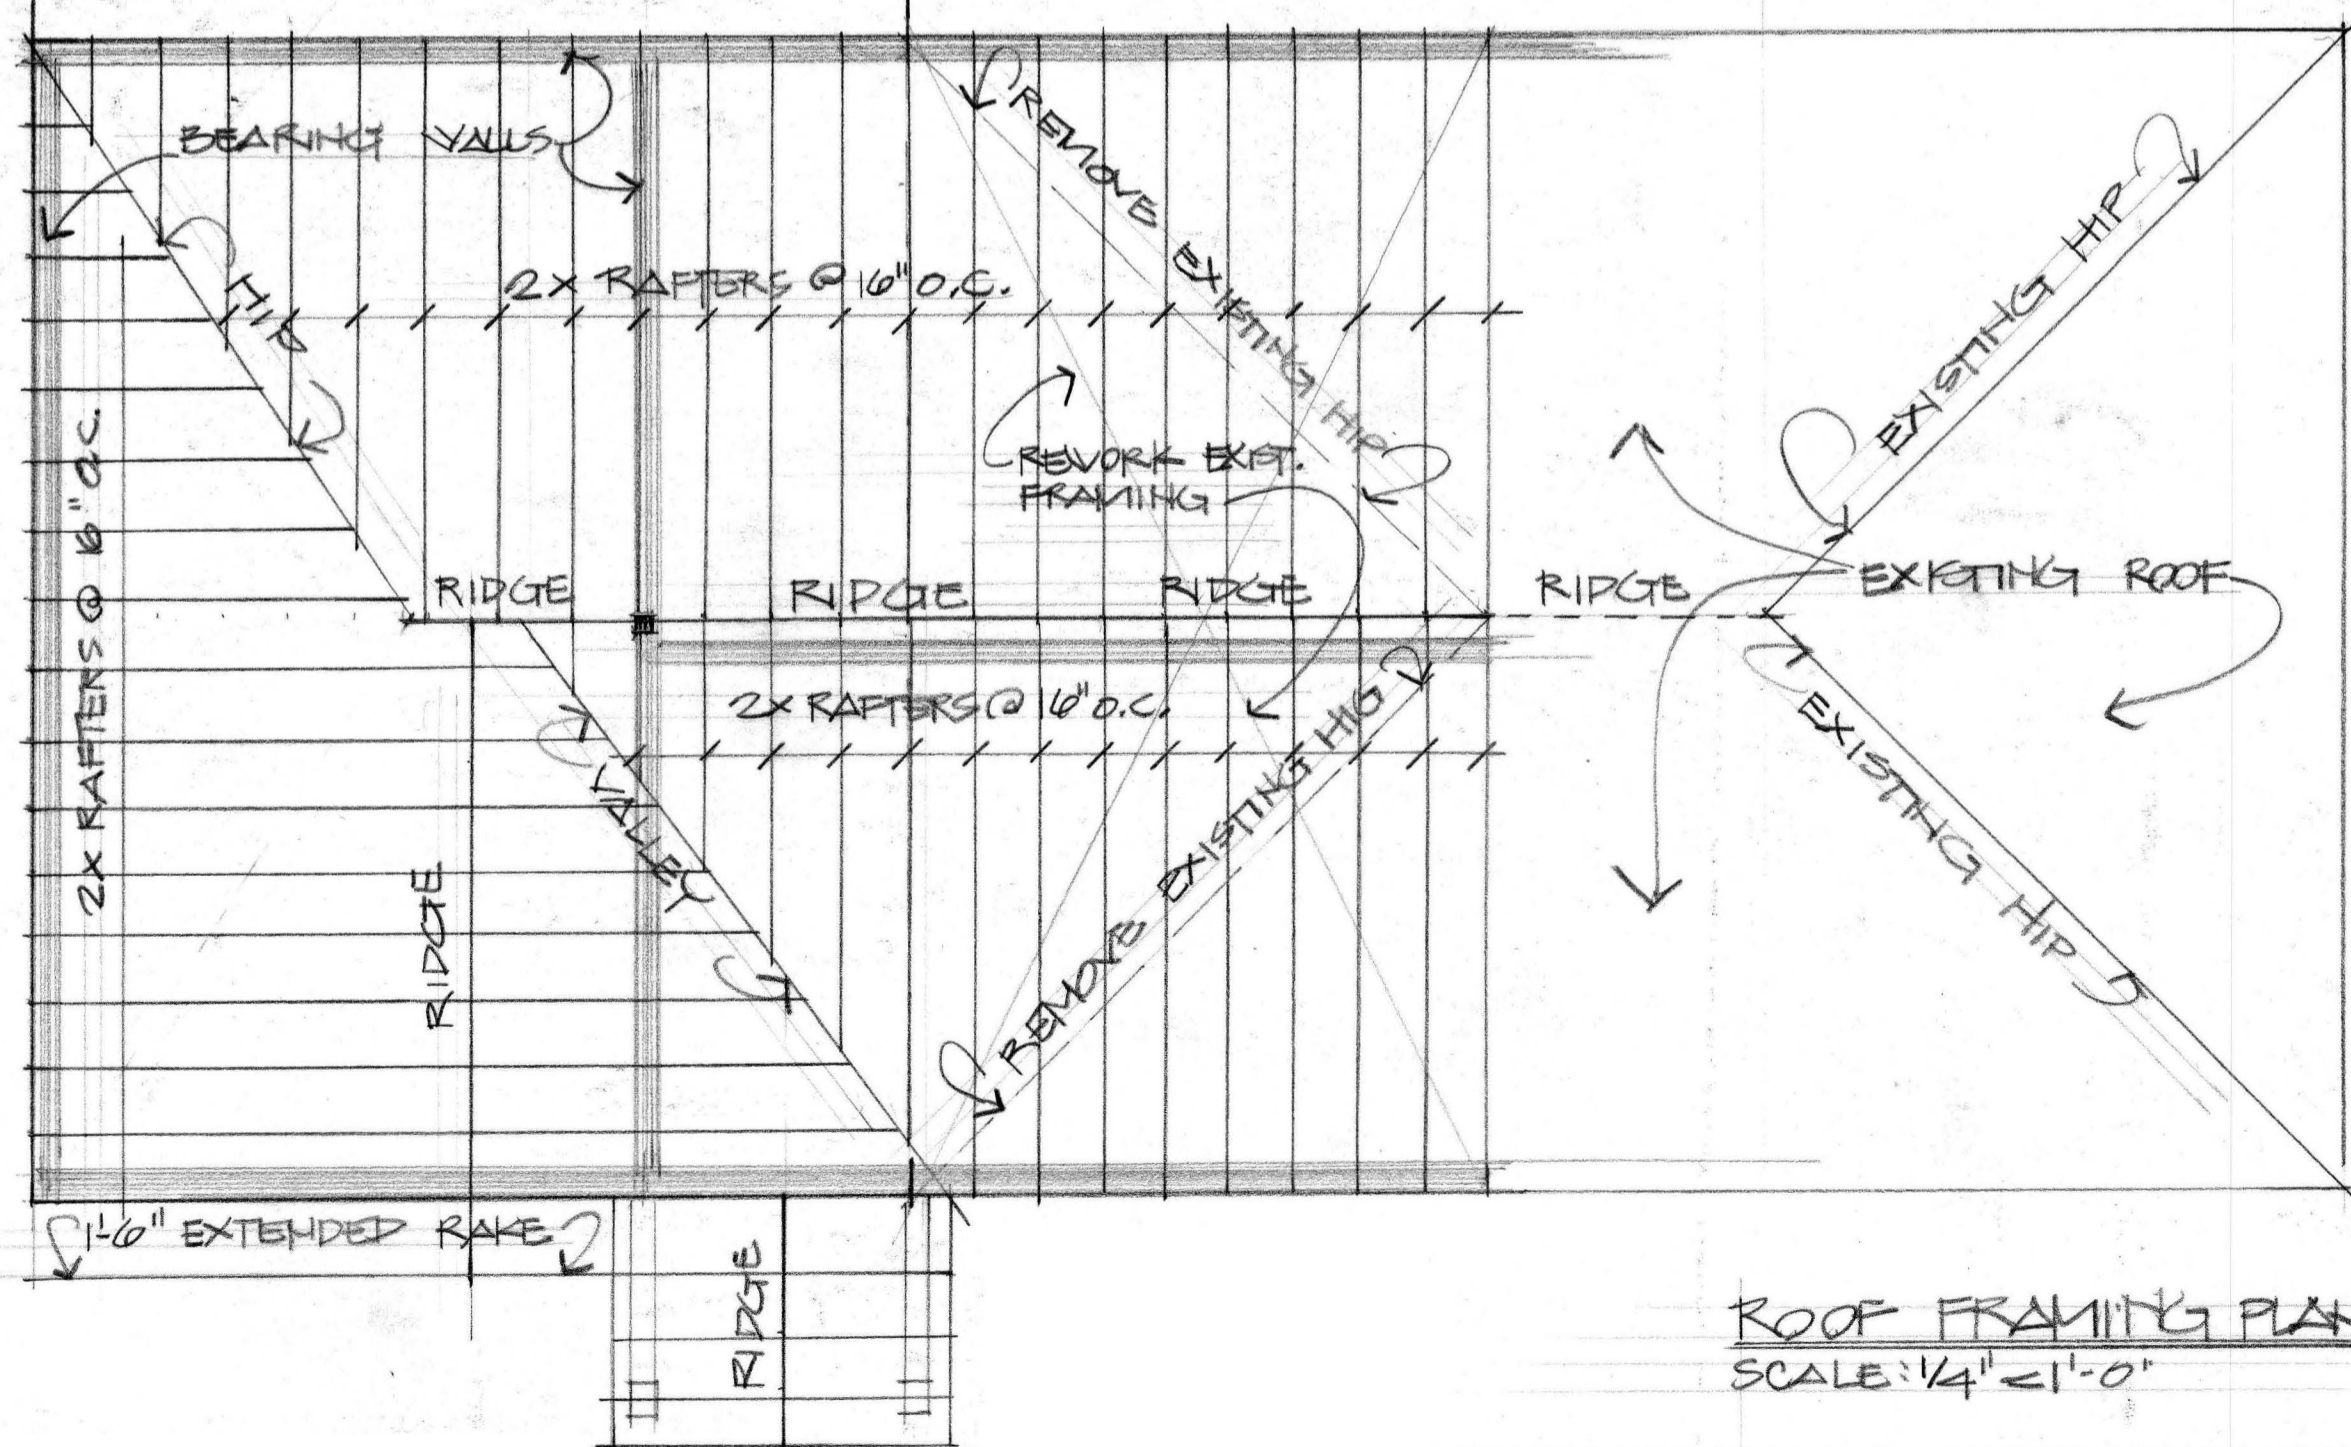 BEARING WALLS
REMOVE EXISTING HIP
EXISTING HIP
HIP
2X RAFTERS @ 16" O.C.
2X RAFTERS @ 16" O.C.
REWORK EXIST.
FRAMING
RIDGE
RIDGE
RIDGE
RIDGE
EXISTING ROOF
2X RAFTERS @ 16" O.C.
VALLEY
REMOVE EXISTING HIG
EXISTING HIP
RIDGE
1'-6" EXTENDED RAKE
RIDGE
ROOF FRAMING PLAN
SCALE: 1/4" = 1'-0"